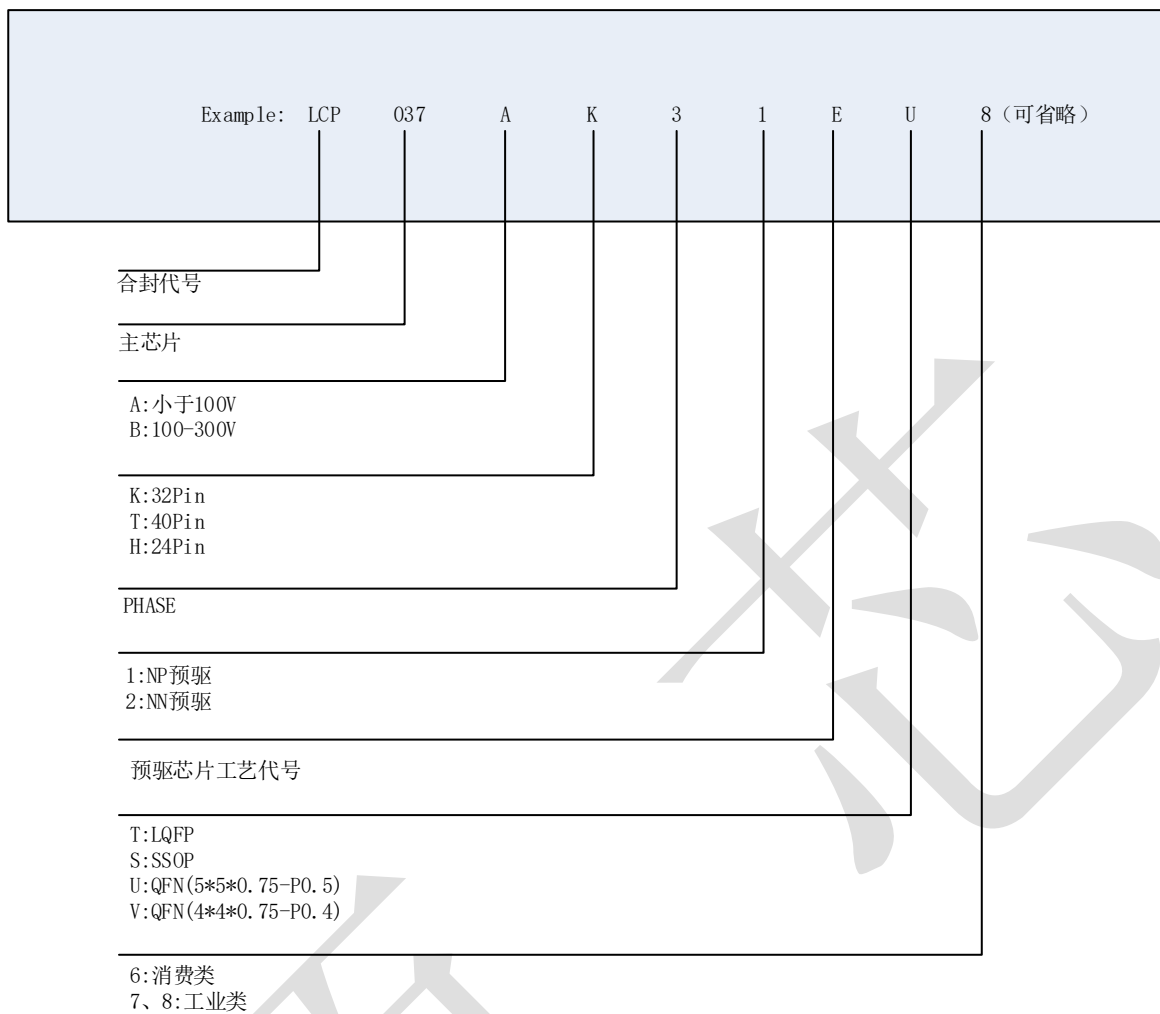 Example: LCP 037 A K 3 1 E U 8（可省略）
合封代号
主芯片
A:小于100V
B:100-300V
K:32Pin
T:40Pin
H:24Pin
PHASE
1:NP预驱
2:NN预驱
预驱芯片工艺代号
T:LQFP
S:SSOP
U:QFN(5*5*0.75-P0.5)
V:QFN(4*4*0.75-P0.4)
6:消费类
7、8:工业类